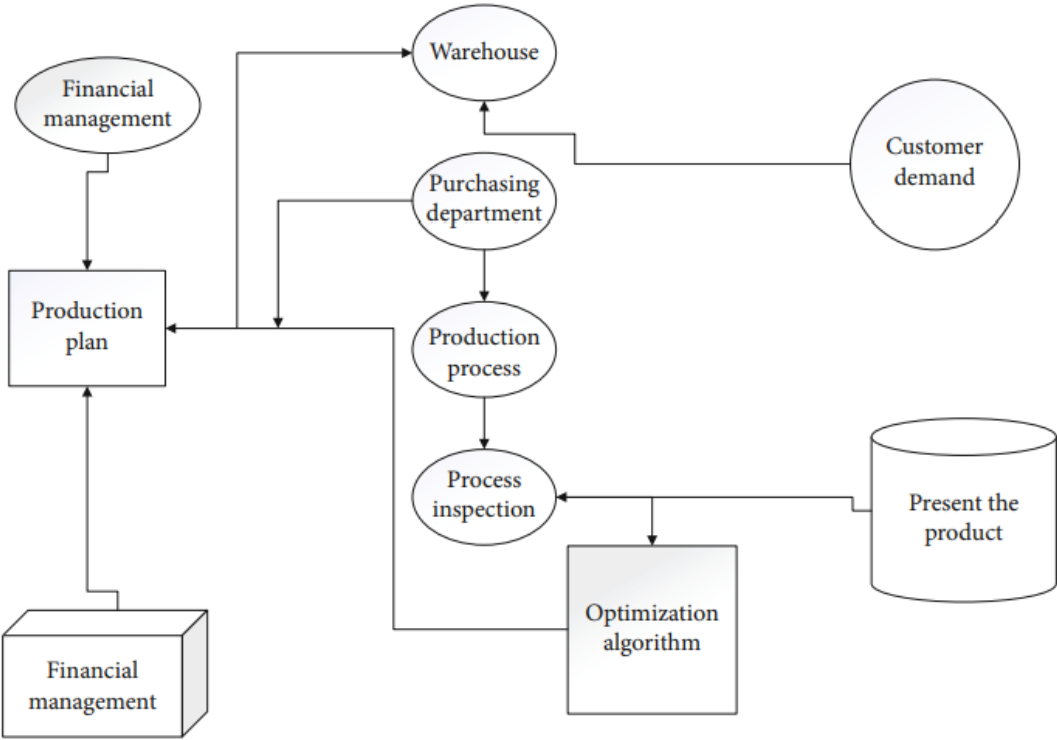 Warehouse
Financial
management
Customer
demand
Purchasing
department
Production
plan
Production
process
Process
inspection
Present the
product
Optimization
algorithm
Financial
management